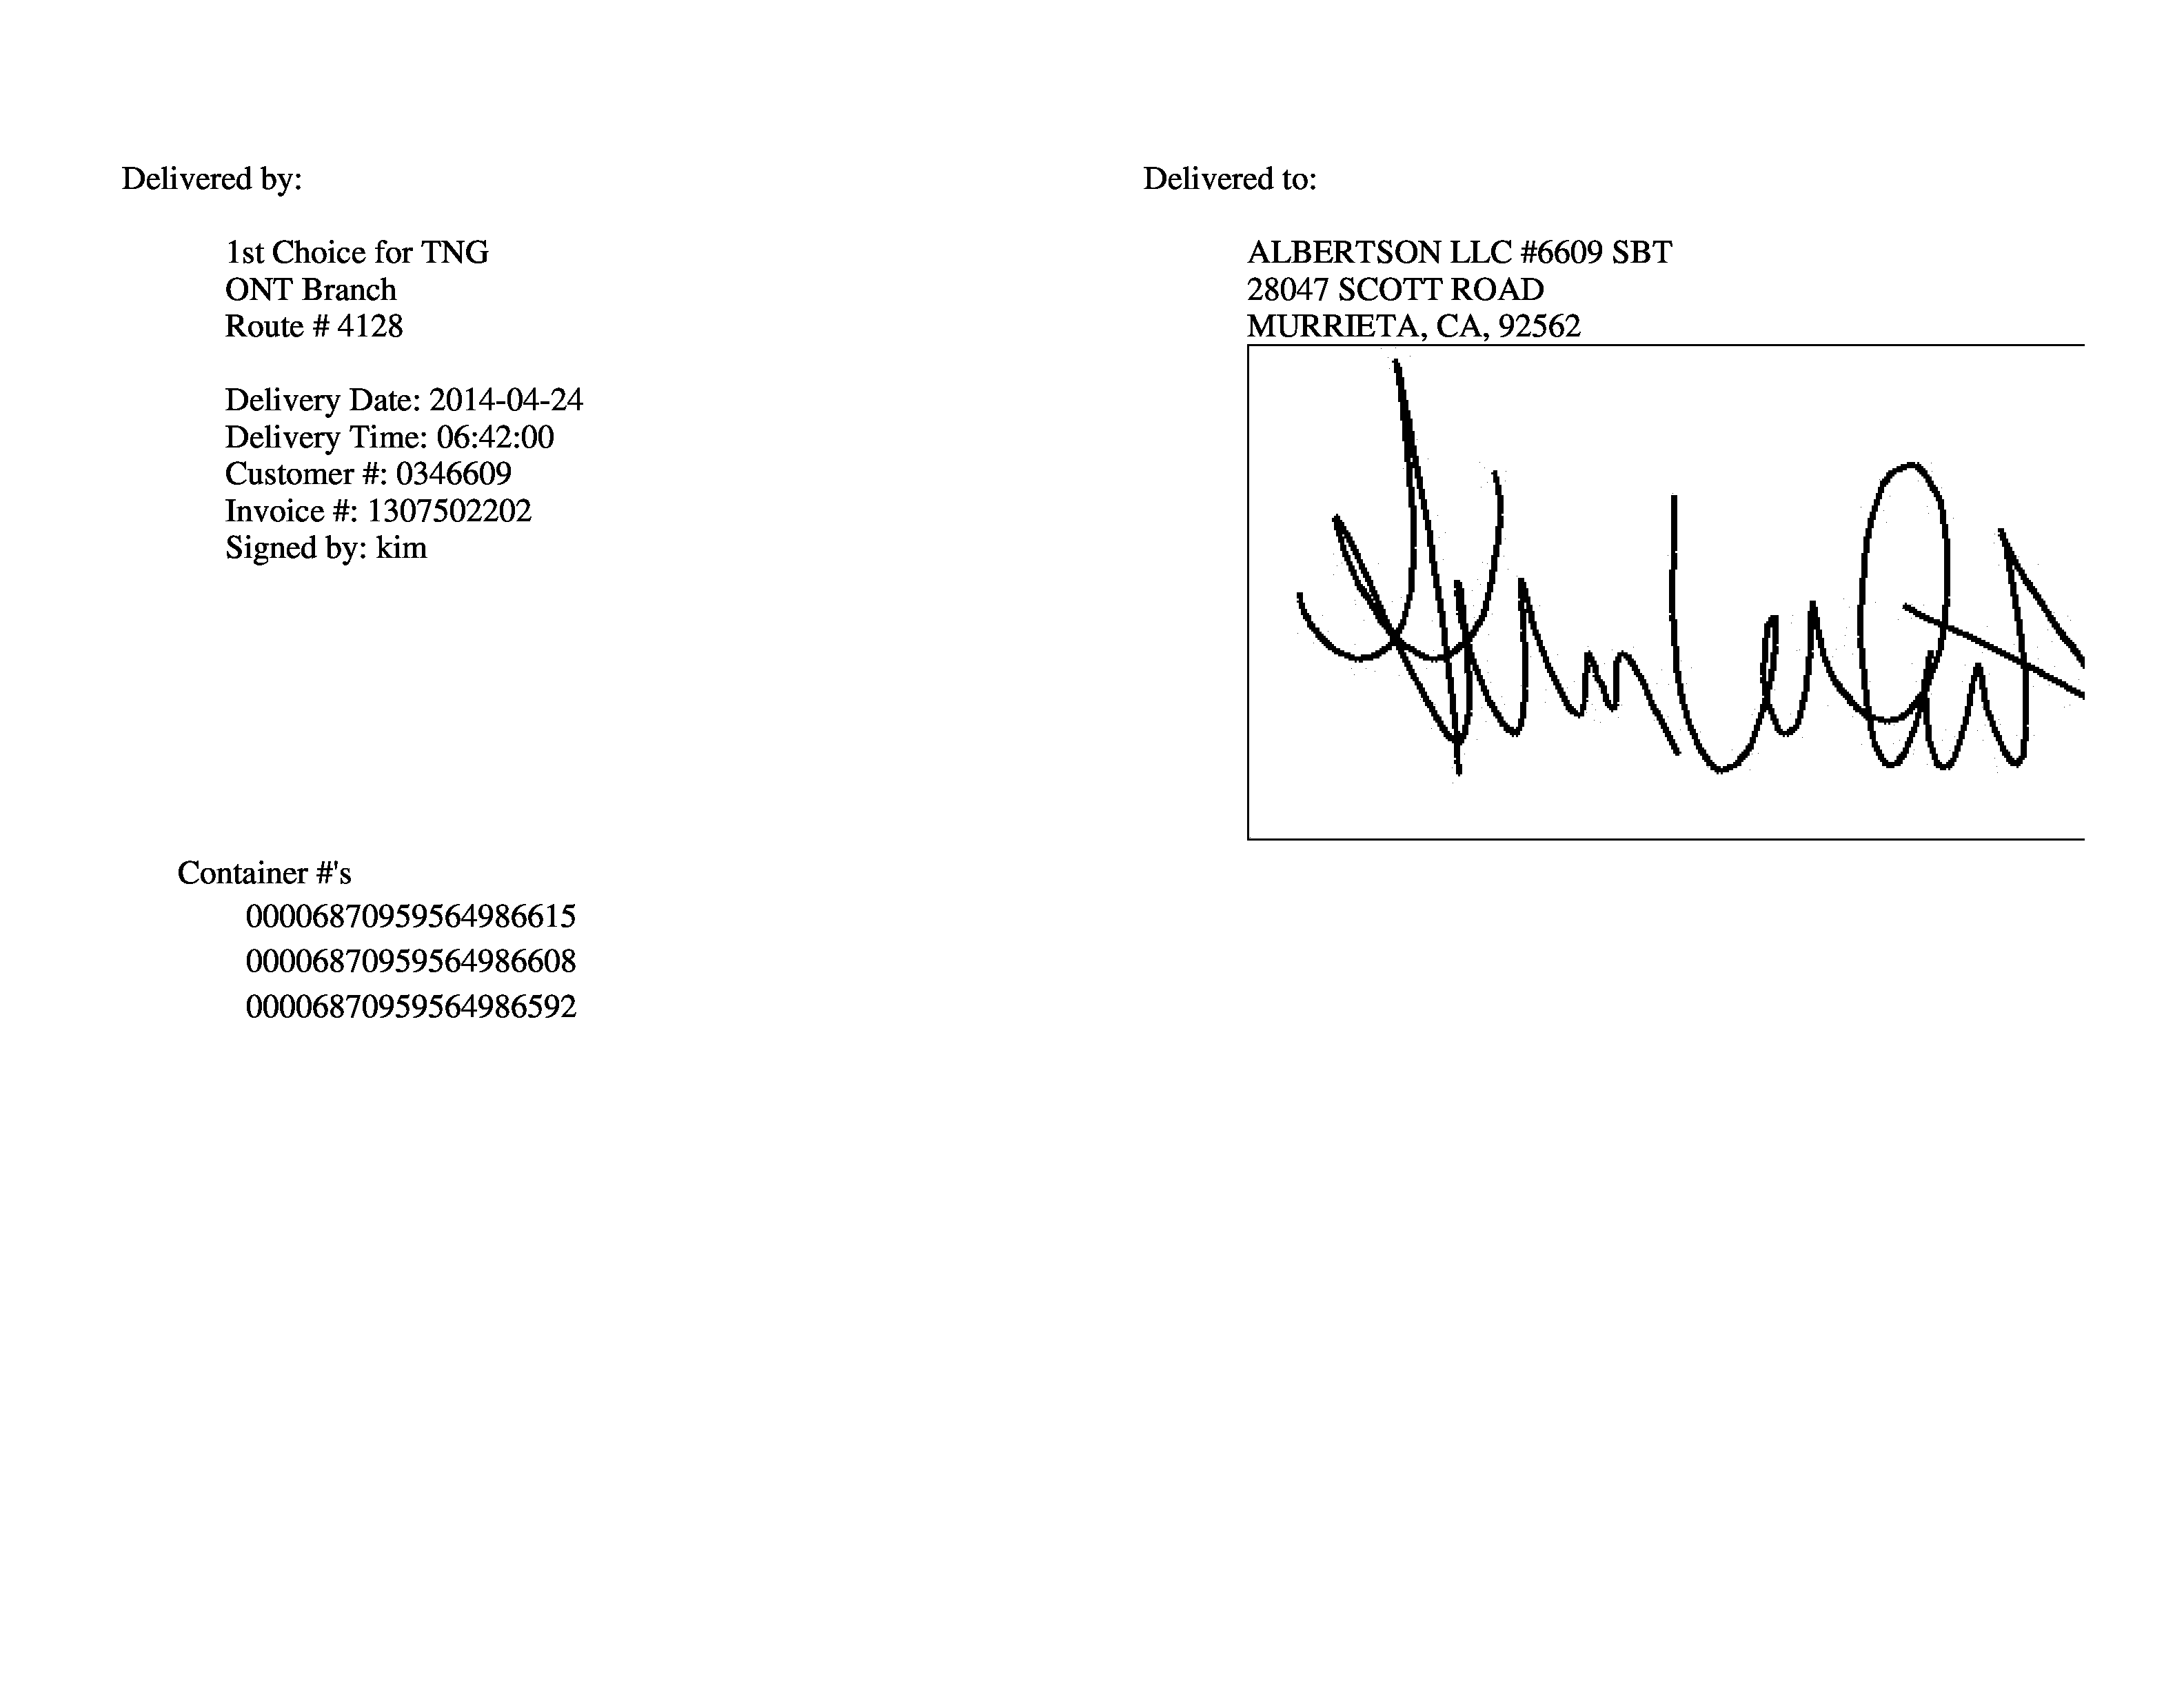 Delivered by:
1st Choice for TNG
ONT Branch
Route # 4128
Delivery Date: 2014-04-24
Delivery Time: 06:42:00
Customer #: 0346609
Invoice #: 1307502202
Signed by: kim
Delivered to:
ALBERTSON LLC #6609 SBT
28047 SCOTT ROAD
MURRIETA, CA, 92562
Container #'s
00006870959564986615
00006870959564986608
00006870959564986592